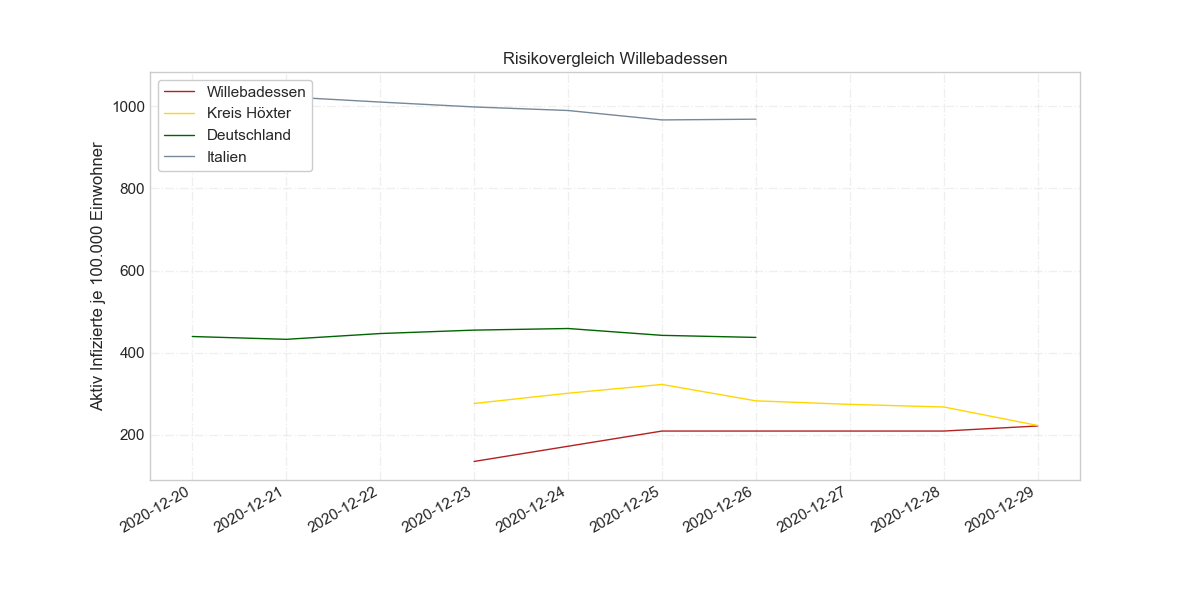 Risikovergleich Willebadessen
Willebadessen
Kreis Höxter
Deutschland
Italien
Aktiv Infizierte je 100.000 Einwohner
1000
800
600
400
200
2020-12-20
2020-12-21
2020-12-22
2020-12-23
2020-12-24
2020-12-25
2020-12-26
2020-12-27
2020-12-28
2020-12-29